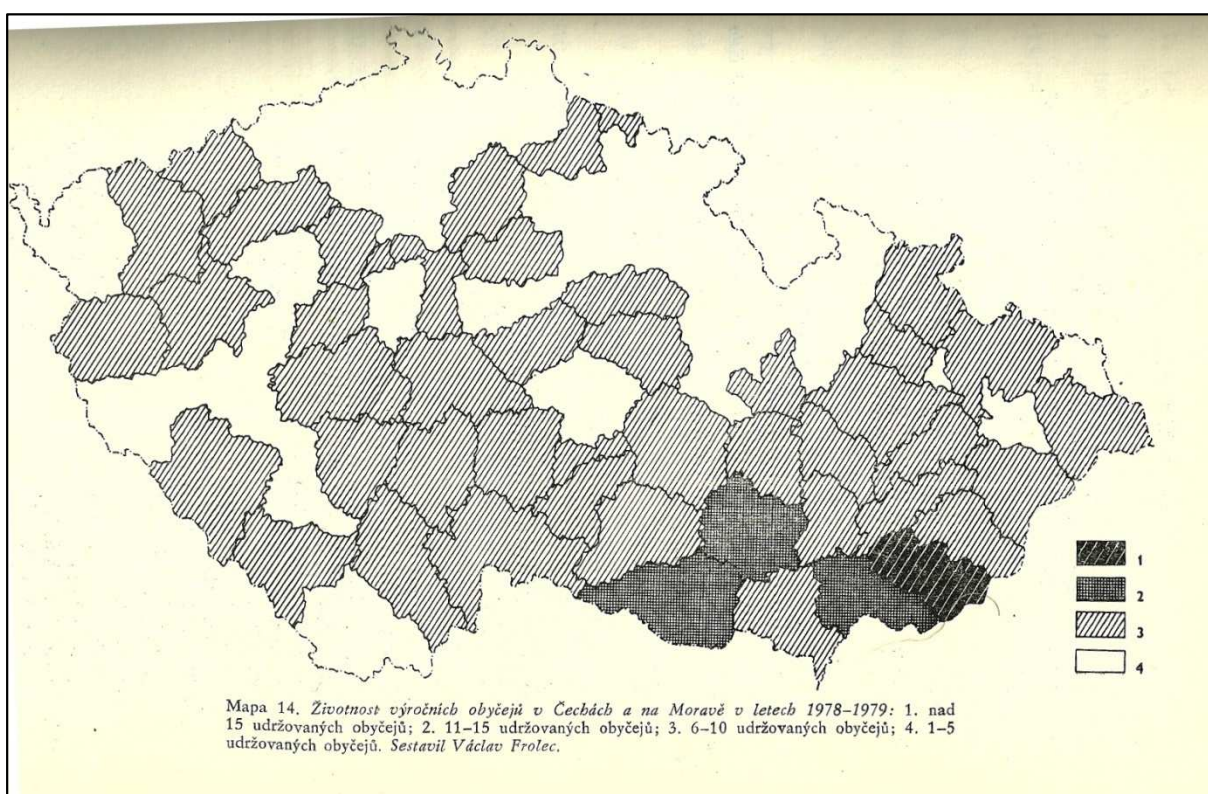 1
2
3
4
Mapa 14. Životnost výročních obyčejů v Čechách a na Moravě v letech 1978–1979: 1. nad
15 udržovaných obyčejů; 2. 11–15 udržovaných obyčejů; 3. 6–10 udržovaných obyčejů; 4. 1–5
udržovaných obyčejů. Sestavil Václav Frolec.